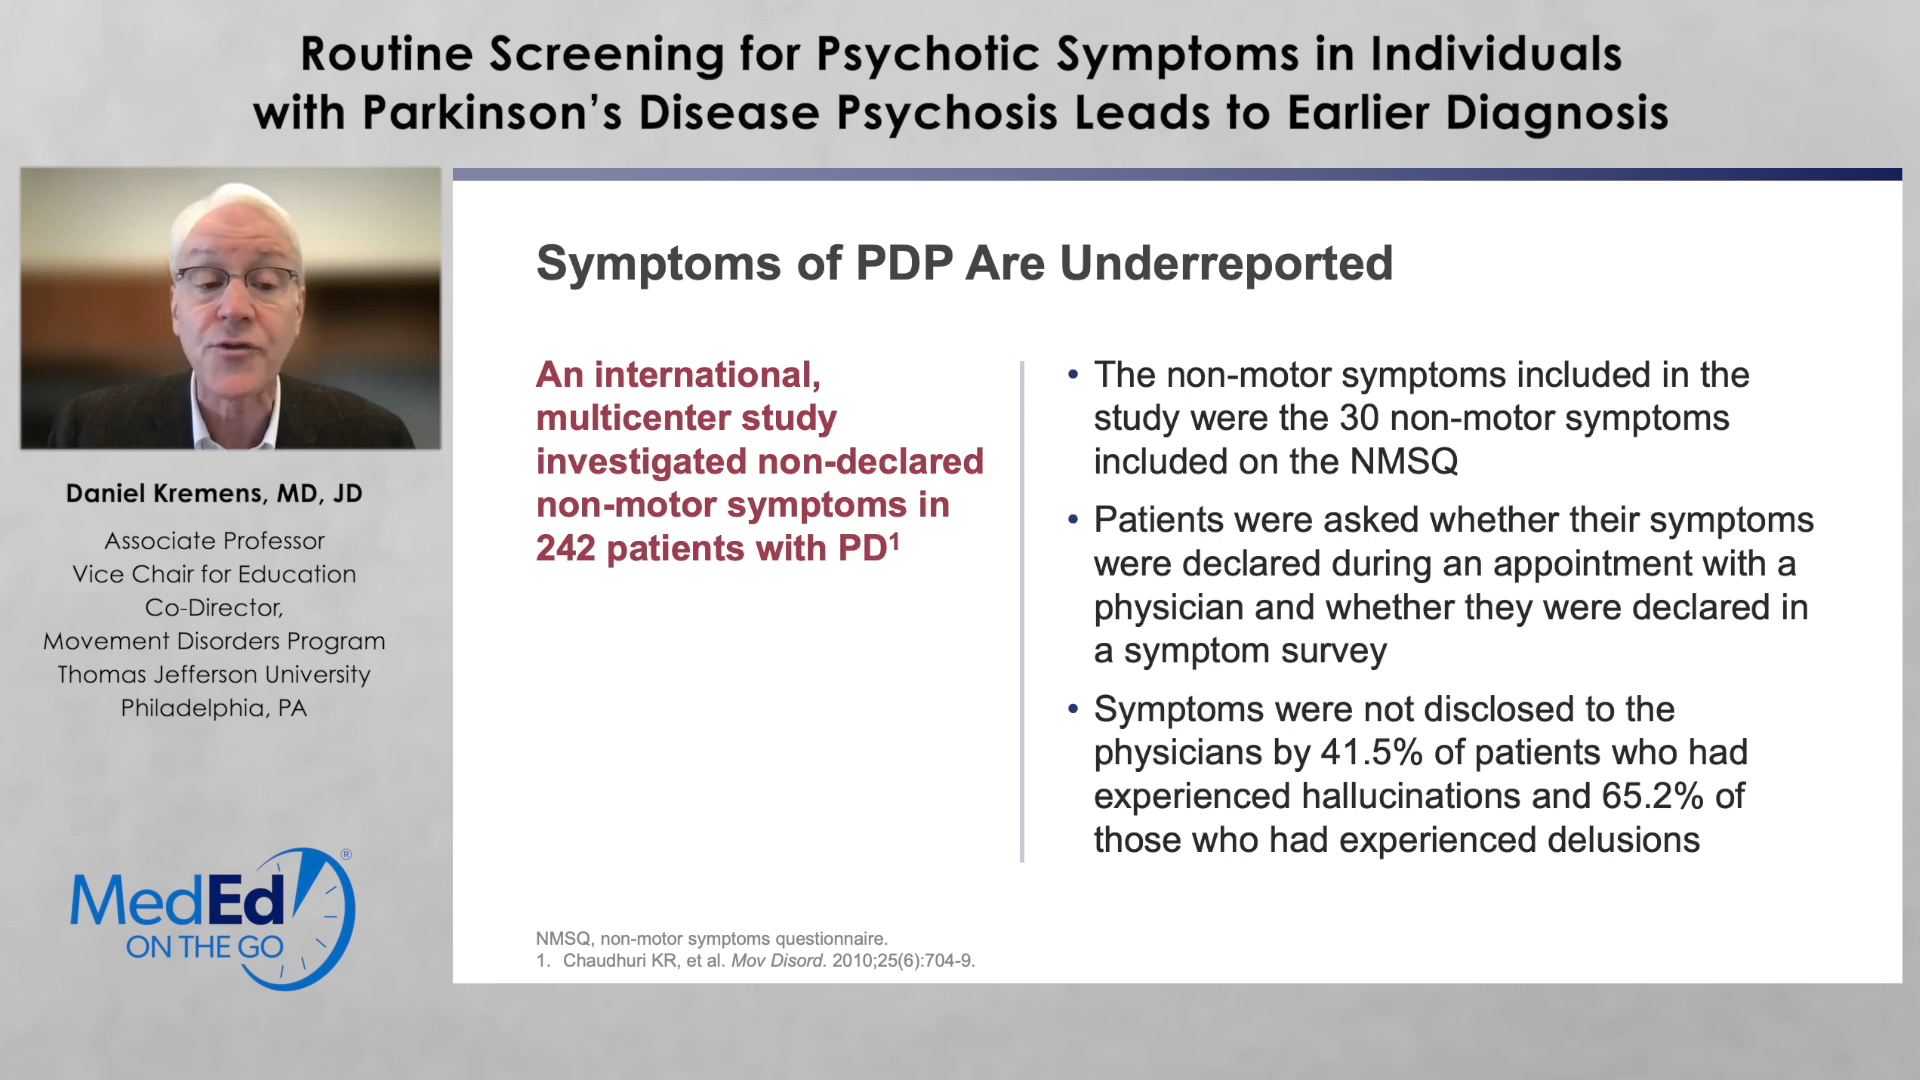 Routine Screening for Psychotic Symptoms in Individuals
with Parkinson’s Disease Psychosis Leads to Earlier Diagnosis
Daniel Kremens, MD, JD
Associate Professor
Vice Chair for Education
Co-Director,
Movement Disorders Program
Thomas Jefferson University
Philadelphia, PA
MedEd®
ON THE GO
Symptoms of PDP Are Underreported
An international,
multicenter study
investigated non-declared
non-motor symptoms in
242 patients with PD¹
• The non-motor symptoms included in the
study were the 30 non-motor symptoms
included on the NMSQ
• Patients were asked whether their symptoms
were declared during an appointment with a
physician and whether they were declared in
a symptom survey
• Symptoms were not disclosed to the
physicians by 41.5% of patients who had
experienced hallucinations and 65.2% of
those who had experienced delusions
NMSQ, non-motor symptoms questionnaire.
1. Chaudhuri KR, et al. Mov Disord. 2010;25(6):704-9.